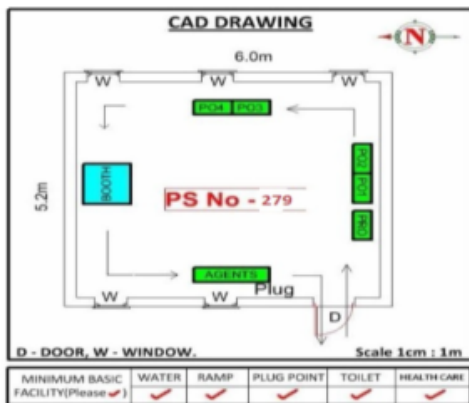 CAD DRAWING
N
6.0m
W W W
PO4 PO3
5.2m
BOOTH
PO2
PO1
PS No - 279
PRO
AGENTS
Plug
W W
D
D - DOOR, W - WINDOW.
Scale 1cm : 1m
MINIMUM BASIC FACILITY(Please ✓)
WATER
RAMP
PLUG POINT
TOILET
HEALTH CARE
✓ ✓ ✓ ✓ ✓